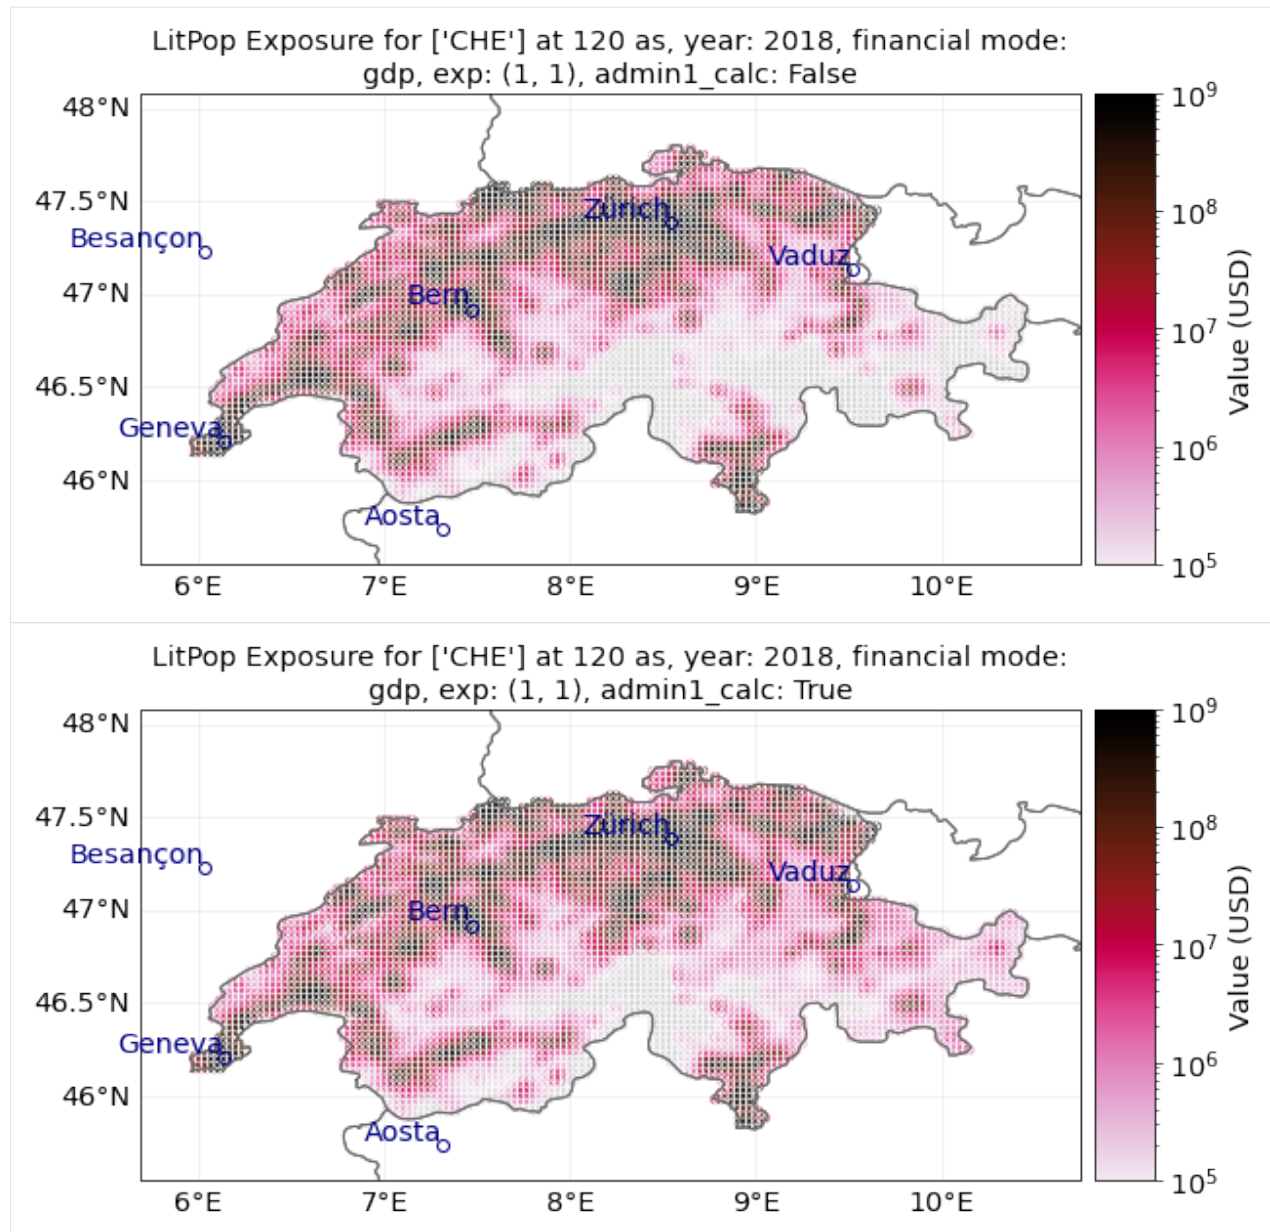 LitPop Exposure for ['CHE'] at 120 as, year: 2018, financial mode:
gdp, exp: (1, 1), admin1_calc: False
48°N
47.5°N
47°N
46.5°N
46°N
Besançon
Zürich
Vaduz
Bern
Geneva
Aosta
6°E 7°E 8°E 9°E 10°E
10⁹
10⁸
10⁷
10⁶
10⁵
Value (USD)
LitPop Exposure for ['CHE'] at 120 as, year: 2018, financial mode:
gdp, exp: (1, 1), admin1_calc: True
48°N
47.5°N
47°N
46.5°N
46°N
Besançon
Zürich
Vaduz
Bern
Geneva
Aosta
6°E 7°E 8°E 9°E 10°E
10⁹
10⁸
10⁷
10⁶
10⁵
Value (USD)